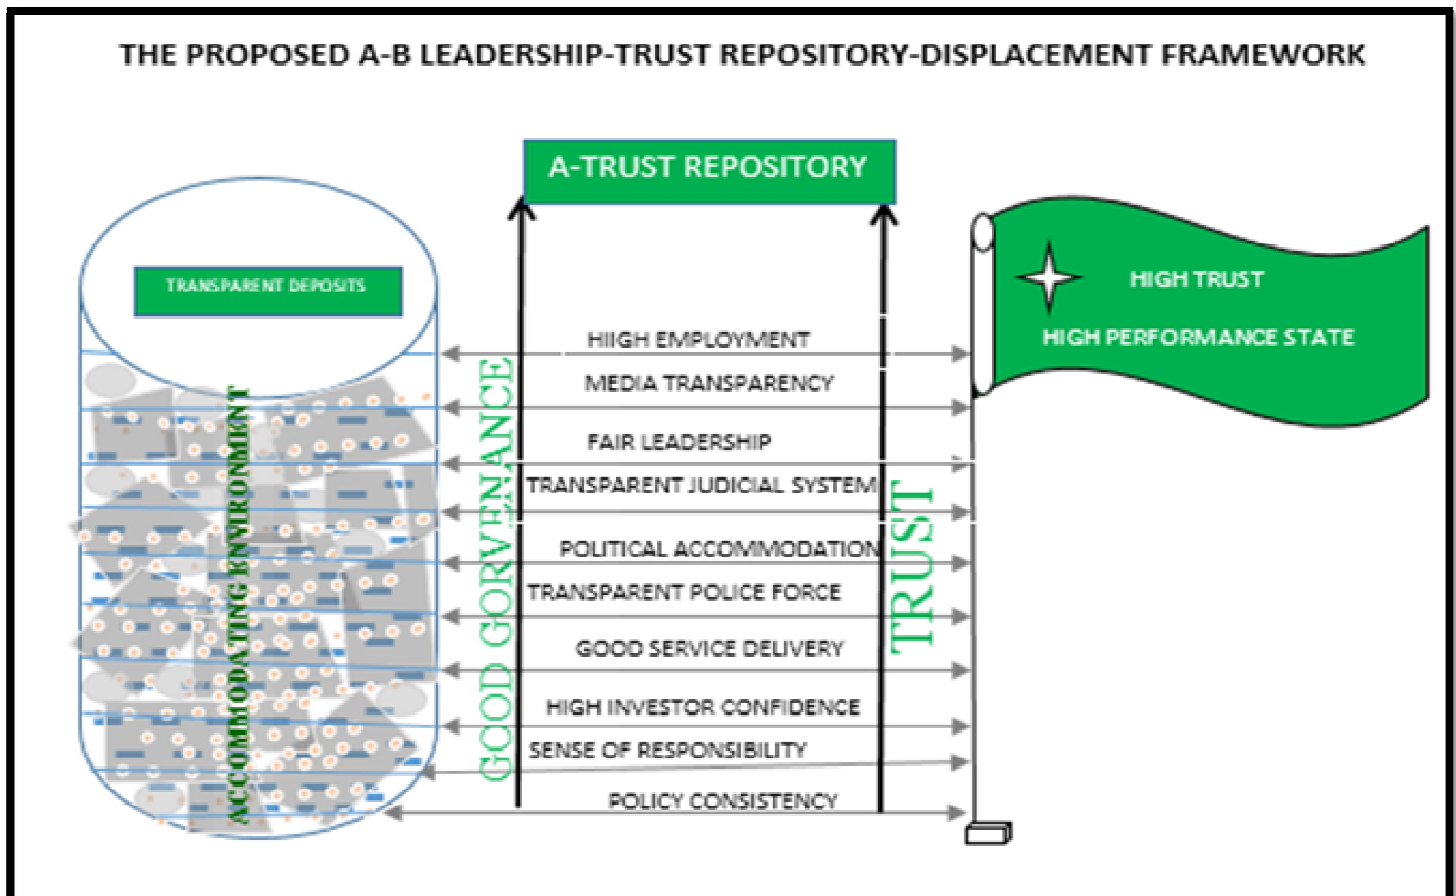 THE PROPOSED A-B LEADERSHIP-TRUST REPOSITORY-DISPLACEMENT FRAMEWORK
A-TRUST REPOSITORY
TRANSPARENT DEPOSITS
HIGH TRUST
HIGH PERFORMANCE STATE
HIIGH EMPLOYMENT
MEDIA TRANSPARENCY
FAIR LEADERSHIP
TRANSPARENT JUDICIAL SYSTEM
POLITICAL ACCOMMODATION
TRANSPARENT POLICE FORCE
GOOD SERVICE DELIVERY
HIGH INVESTOR CONFIDENCE
SENSE OF RESPONSIBILITY
POLICY CONSISTENCY
ACCOMMODATING ENVIRONMENT
GOOD GORVENANCE
TRUST